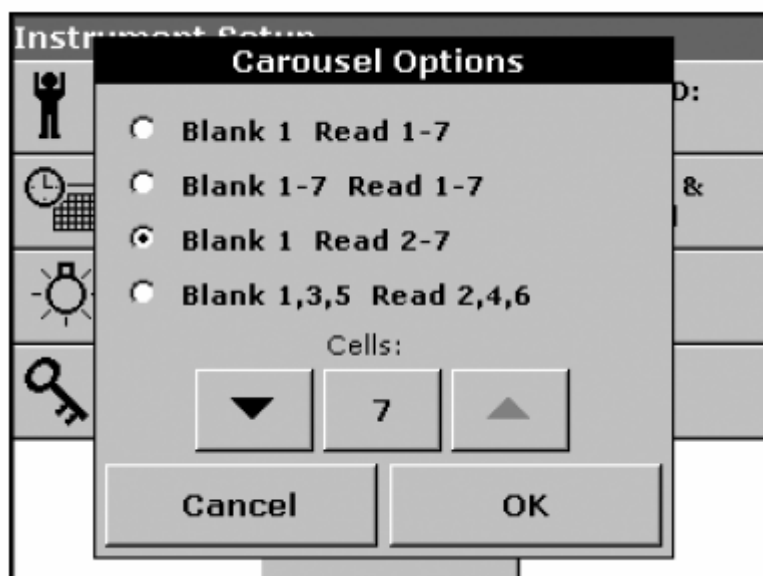 Carousel Options
D:
Blank 1 Read 1-7
Blank 1-7 Read 1-7
&
Blank 1 Read 2-7
Blank 1,3,5 Read 2,4,6
Cells:
7
Cancel
OK